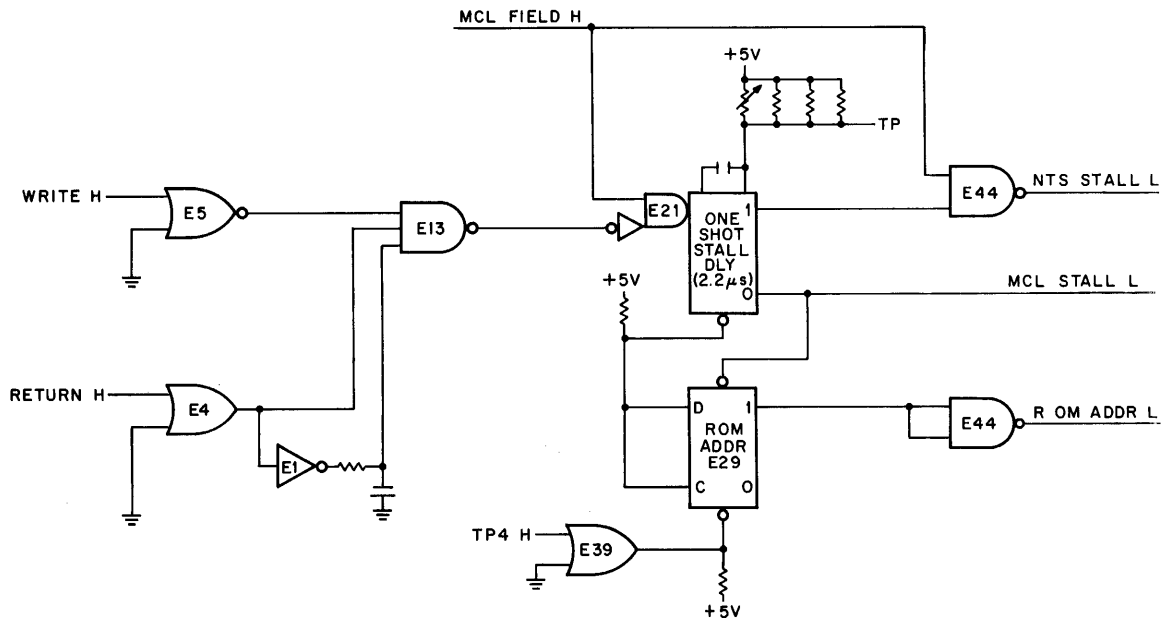 MCL FIELD H
+5V
TP
WRITE H
E5
E13
E21
ONE
SHOT
STALL
DLY
(2.2µs)
1
0
E44
NTS STALL L
+5V
MCL STALL L
RETURN H
E4
E1
D
1
ROM
ADDR
E29
C
0
E44
R OM ADDR L
TP4 H
E39
+5V